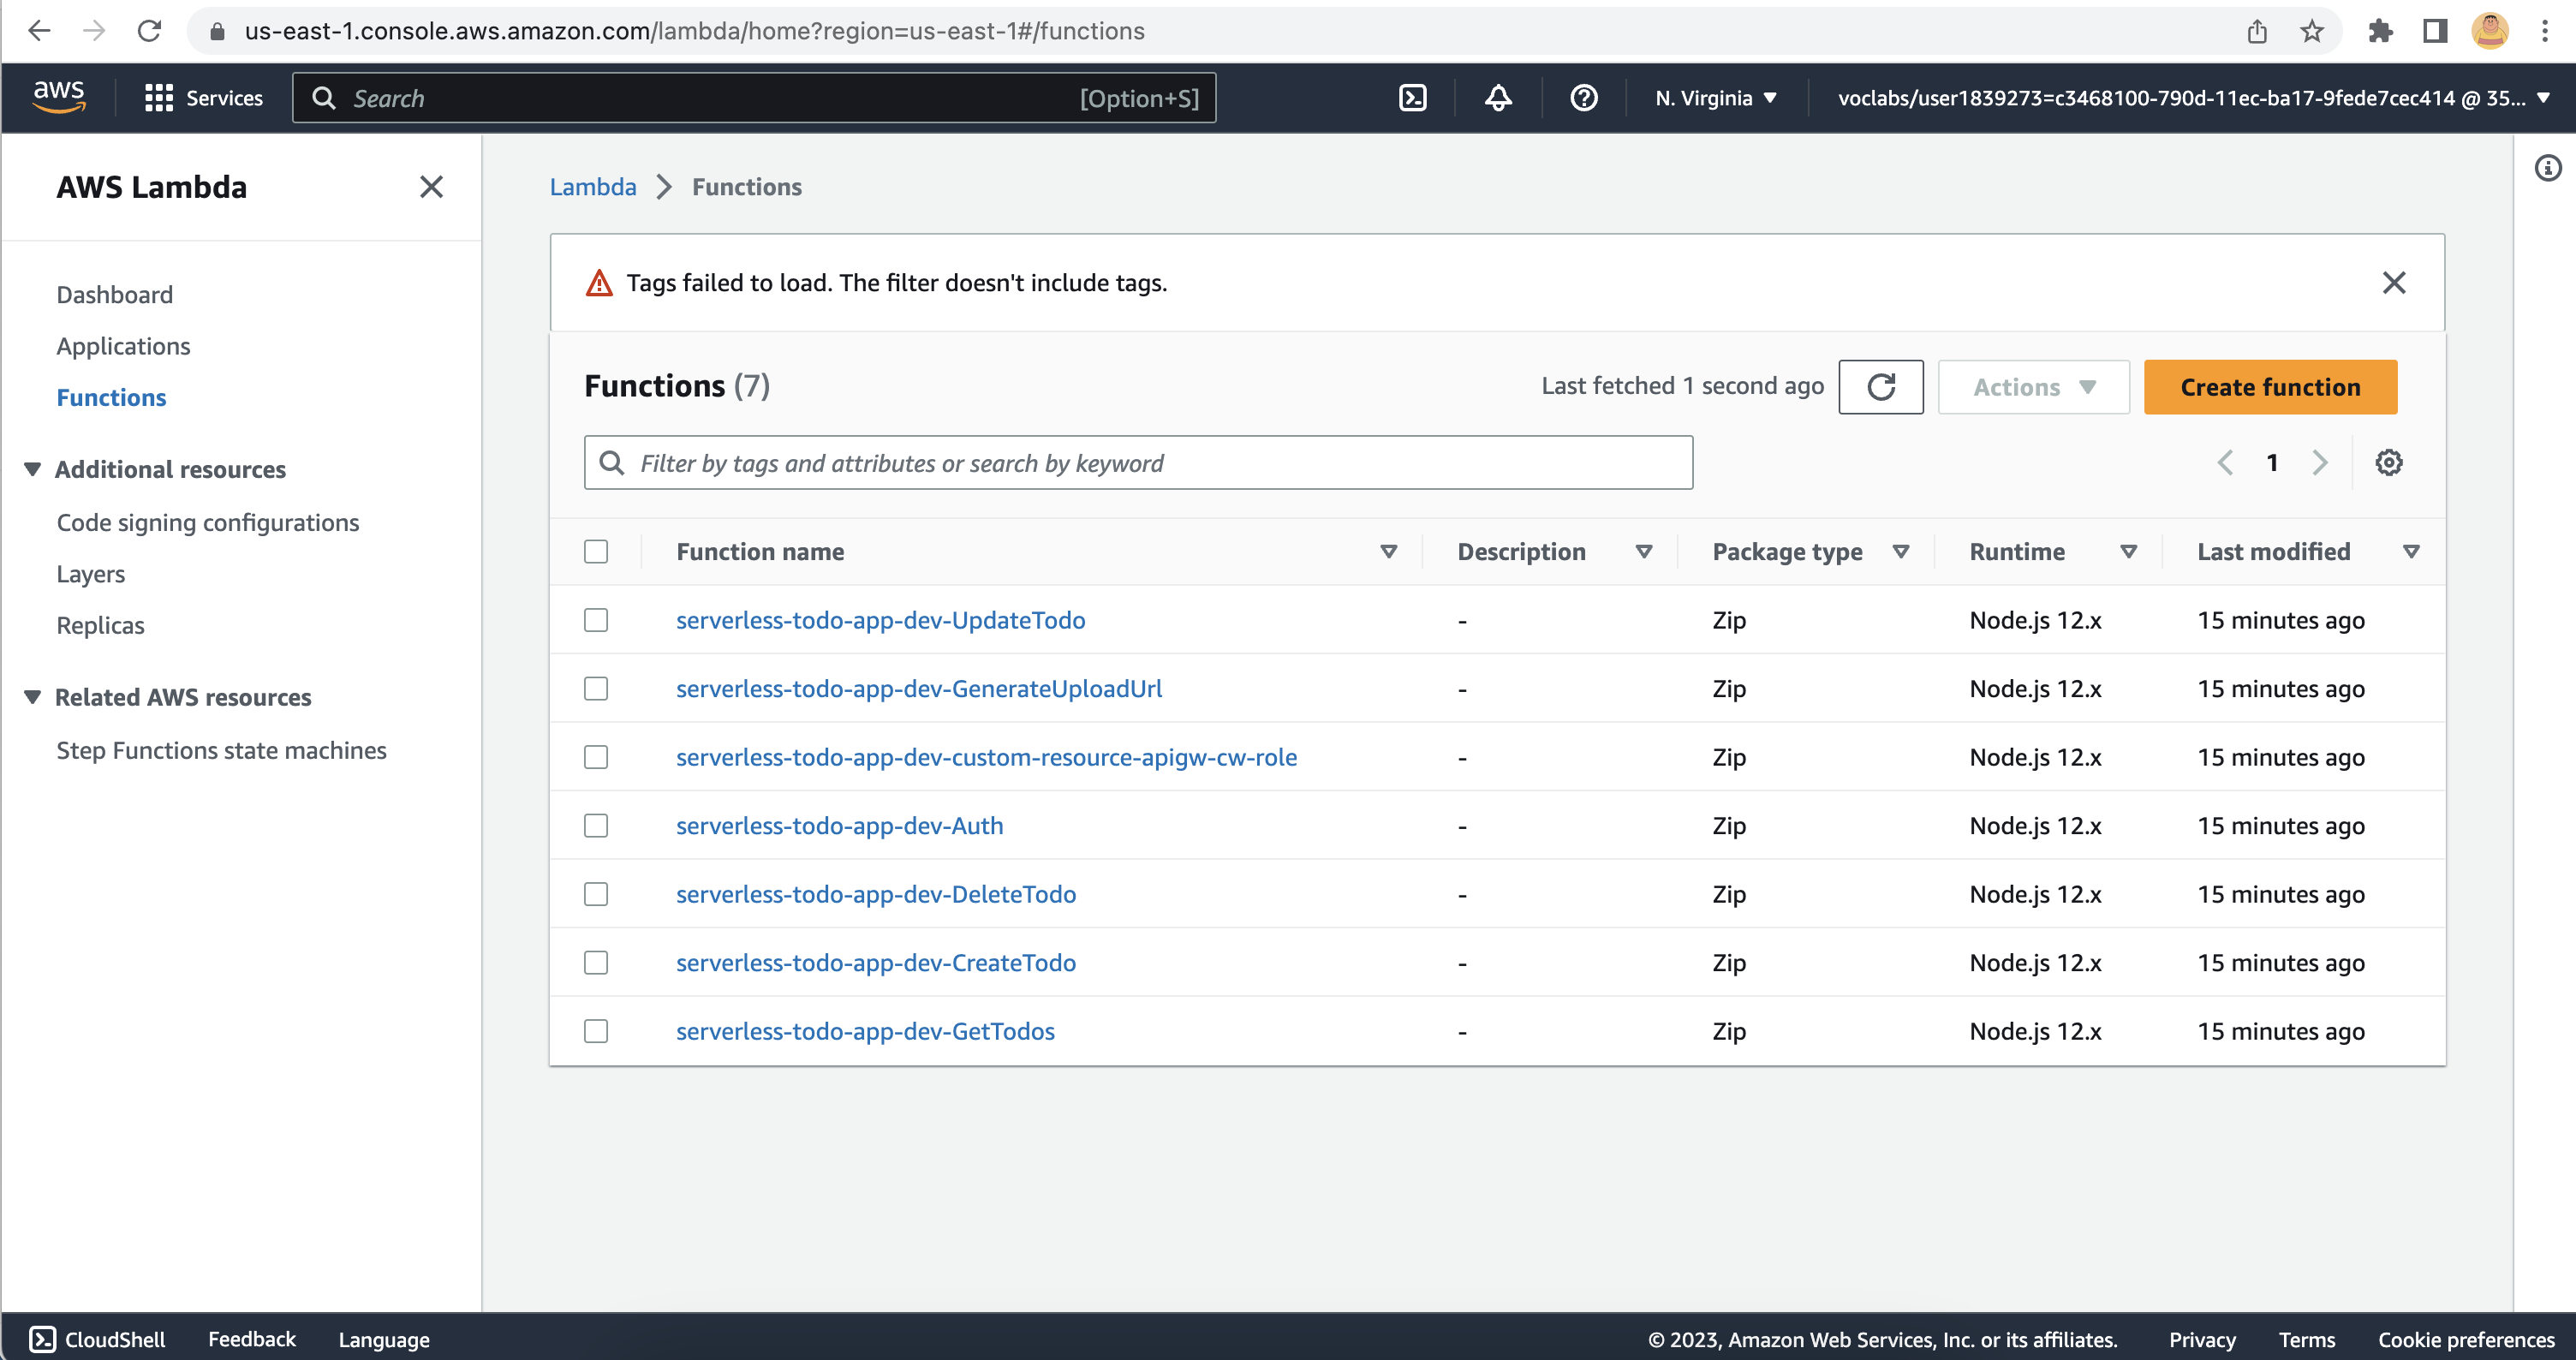 us-east-1.console.aws.amazon.com/lambda/home?region=us-east-1#/functions
aws
Services
Search
[Option+S]
N. Virginia
voclabs/user1839273=c3468100-790d-11ec-ba17-9fede7cec414 @ 35...
AWS Lambda
Dashboard
Applications
Functions
Additional resources
Code signing configurations
Layers
Replicas
Related AWS resources
Step Functions state machines
Lambda > Functions
Tags failed to load. The filter doesn't include tags.
Functions (7)
Last fetched 1 second ago
Actions
Create function
Filter by tags and attributes or search by keyword
1
Function name Description Package type Runtime Last modified
serverless-todo-app-dev-UpdateTodo - Zip Node.js 12.x 15 minutes ago
serverless-todo-app-dev-GenerateUploadUrl - Zip Node.js 12.x 15 minutes ago
serverless-todo-app-dev-custom-resource-apigw-cw-role - Zip Node.js 12.x 15 minutes ago
serverless-todo-app-dev-Auth - Zip Node.js 12.x 15 minutes ago
serverless-todo-app-dev-DeleteTodo - Zip Node.js 12.x 15 minutes ago
serverless-todo-app-dev-CreateTodo - Zip Node.js 12.x 15 minutes ago
serverless-todo-app-dev-GetTodos - Zip Node.js 12.x 15 minutes ago
CloudShell Feedback Language
© 2023, Amazon Web Services, Inc. or its affiliates. Privacy Terms Cookie preferences